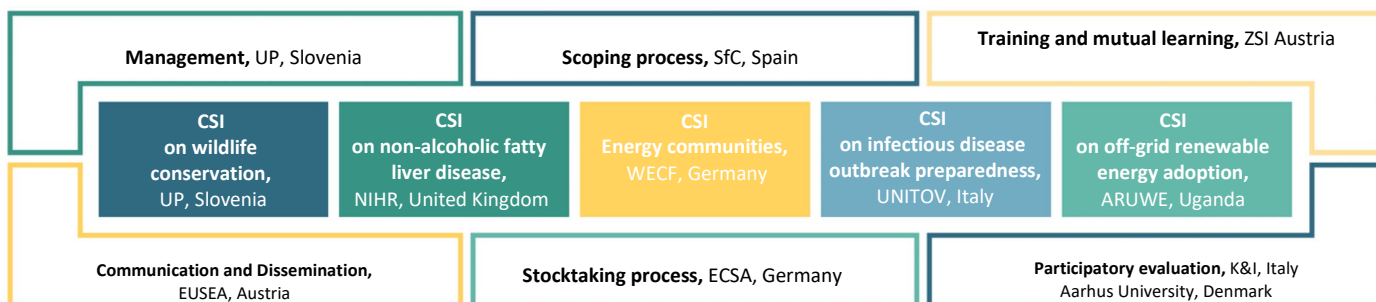 Management, UP, Slovenia
Scoping process, SfC, Spain
Training and mutual learning, ZSI Austria
CSI
on wildlife
conservation,
UP, Slovenia
CSI
on non-alcoholic fatty
liver disease,
NIHR, United Kingdom
CSI
Energy communities,
WECF, Germany
CSI
on infectious disease
outbreak preparedness,
UNITOV, Italy
CSI
on off-grid renewable
energy adoption,
ARUWE, Uganda
Communication and Dissemination,
EUSEA, Austria
Stocktaking process, ECSA, Germany
Participatory evaluation, K&I, Italy
Aarhus University, Denmark